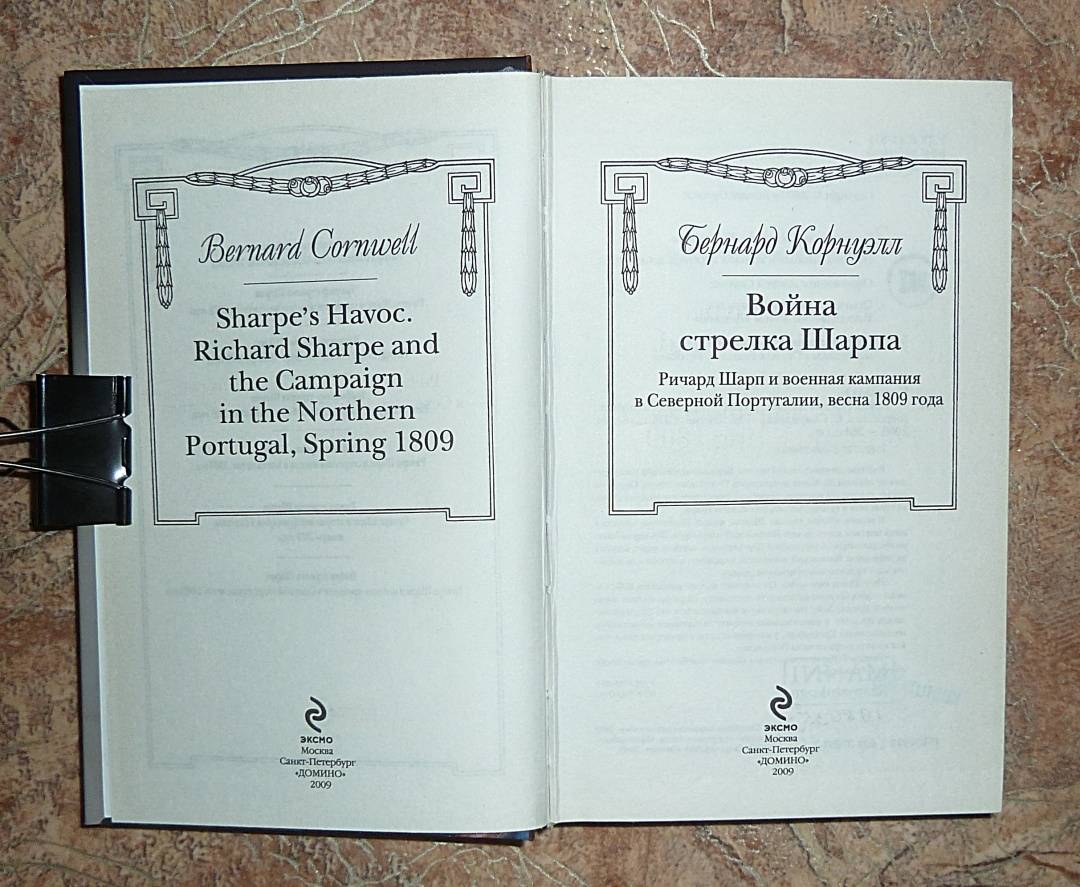 Bernard Cornwell
Sharpe's Havoc.
Richard Sharpe and
the Campaign
in the Northern
Portugal, Spring 1809
ЭКСМО
Москва
Санкт-Петербург
«ДОМИНО»
2009
Бернард Корнуэлл
Война
стрелка Шарпа
Ричард Шарп и военная кампания
в Северной Португалии, весна 1809 года
ЭКСМО
Москва
Санкт-Петербург
«ДОМИНО»
2009